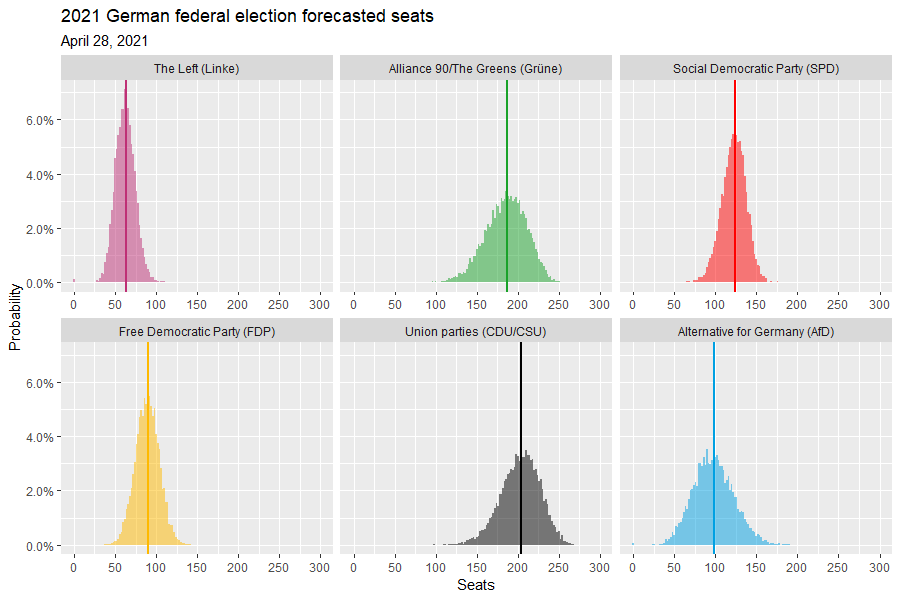 2021 German federal election forecasted seats
April 28, 2021
The Left (Linke)
Alliance 90/The Greens (Grüne)
Social Democratic Party (SPD)
6.0%
4.0%
2.0%
0.0%
0 50 100 150 200 250 300
0 50 100 150 200 250 300
0 50 100 150 200 250 300
Probability
Free Democratic Party (FDP)
Union parties (CDU/CSU)
Alternative for Germany (AfD)
6.0%
4.0%
2.0%
0.0%
0 50 100 150 200 250 300
0 50 100 150 200 250 300
0 50 100 150 200 250 300
Seats